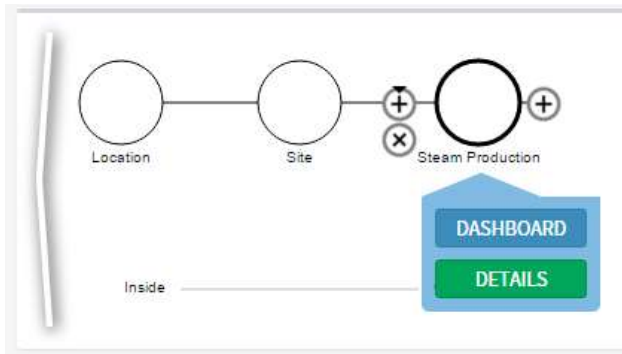 Location
Site
Steam Production
DASHBOARD
DETAILS
Inside